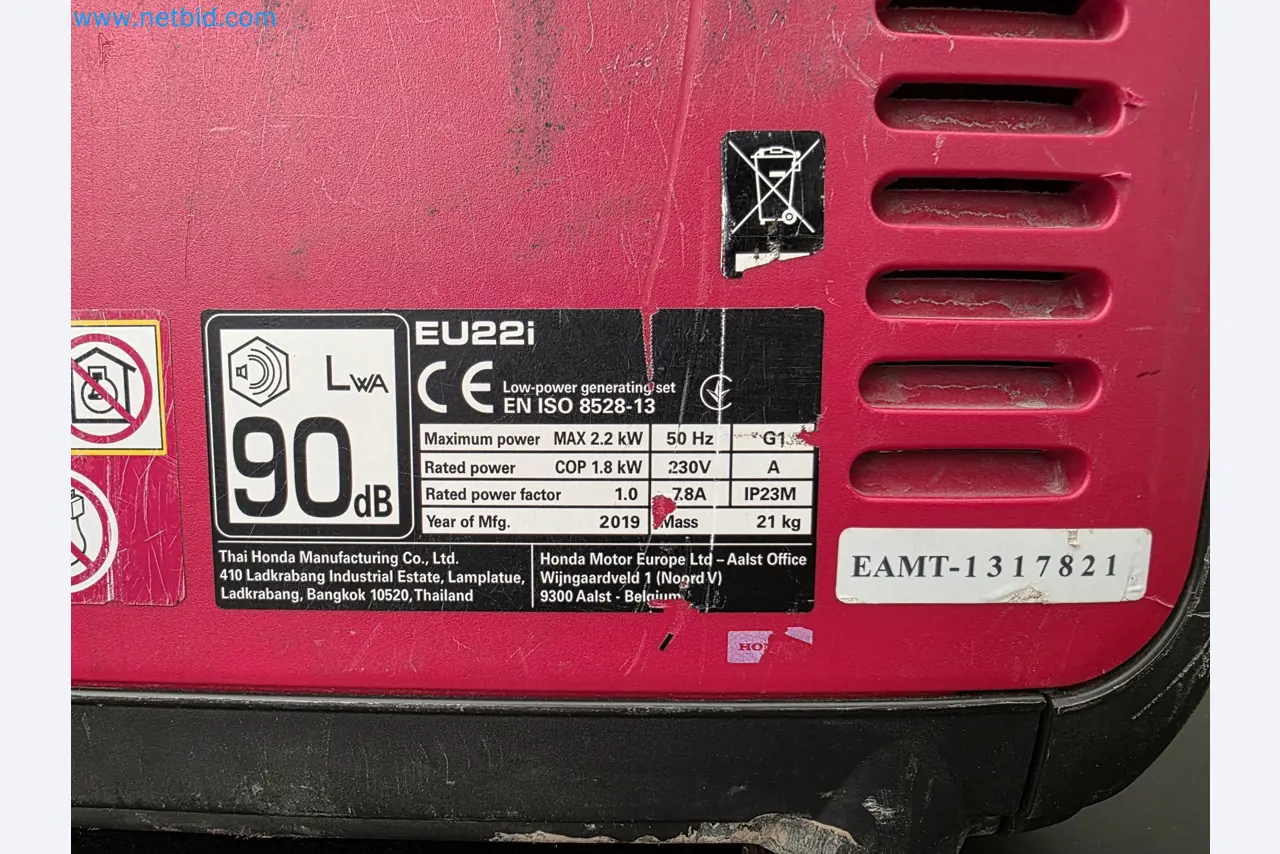 www.netbid.com
EU22i
LWA
90dB
CE
Low-power generating set
EN ISO 8528-13
Maximum power MAX 2.2 kW 50 Hz G1
Rated power COP 1.8 kW 230V A
Rated power factor 1.0 7.8A IP23M
Year of Mfg. 2019 Mass 21 kg
Thai Honda Manufacturing Co., Ltd.
410 Ladkrabang Industrial Estate, Lamplatue,
Ladkrabang, Bangkok 10520, Thailand
Honda Motor Europe Ltd – Aalst Office
Wijngaardveld 1 (Noord V)
9300 Aalst - Belgium
EAMT-1317821
HO